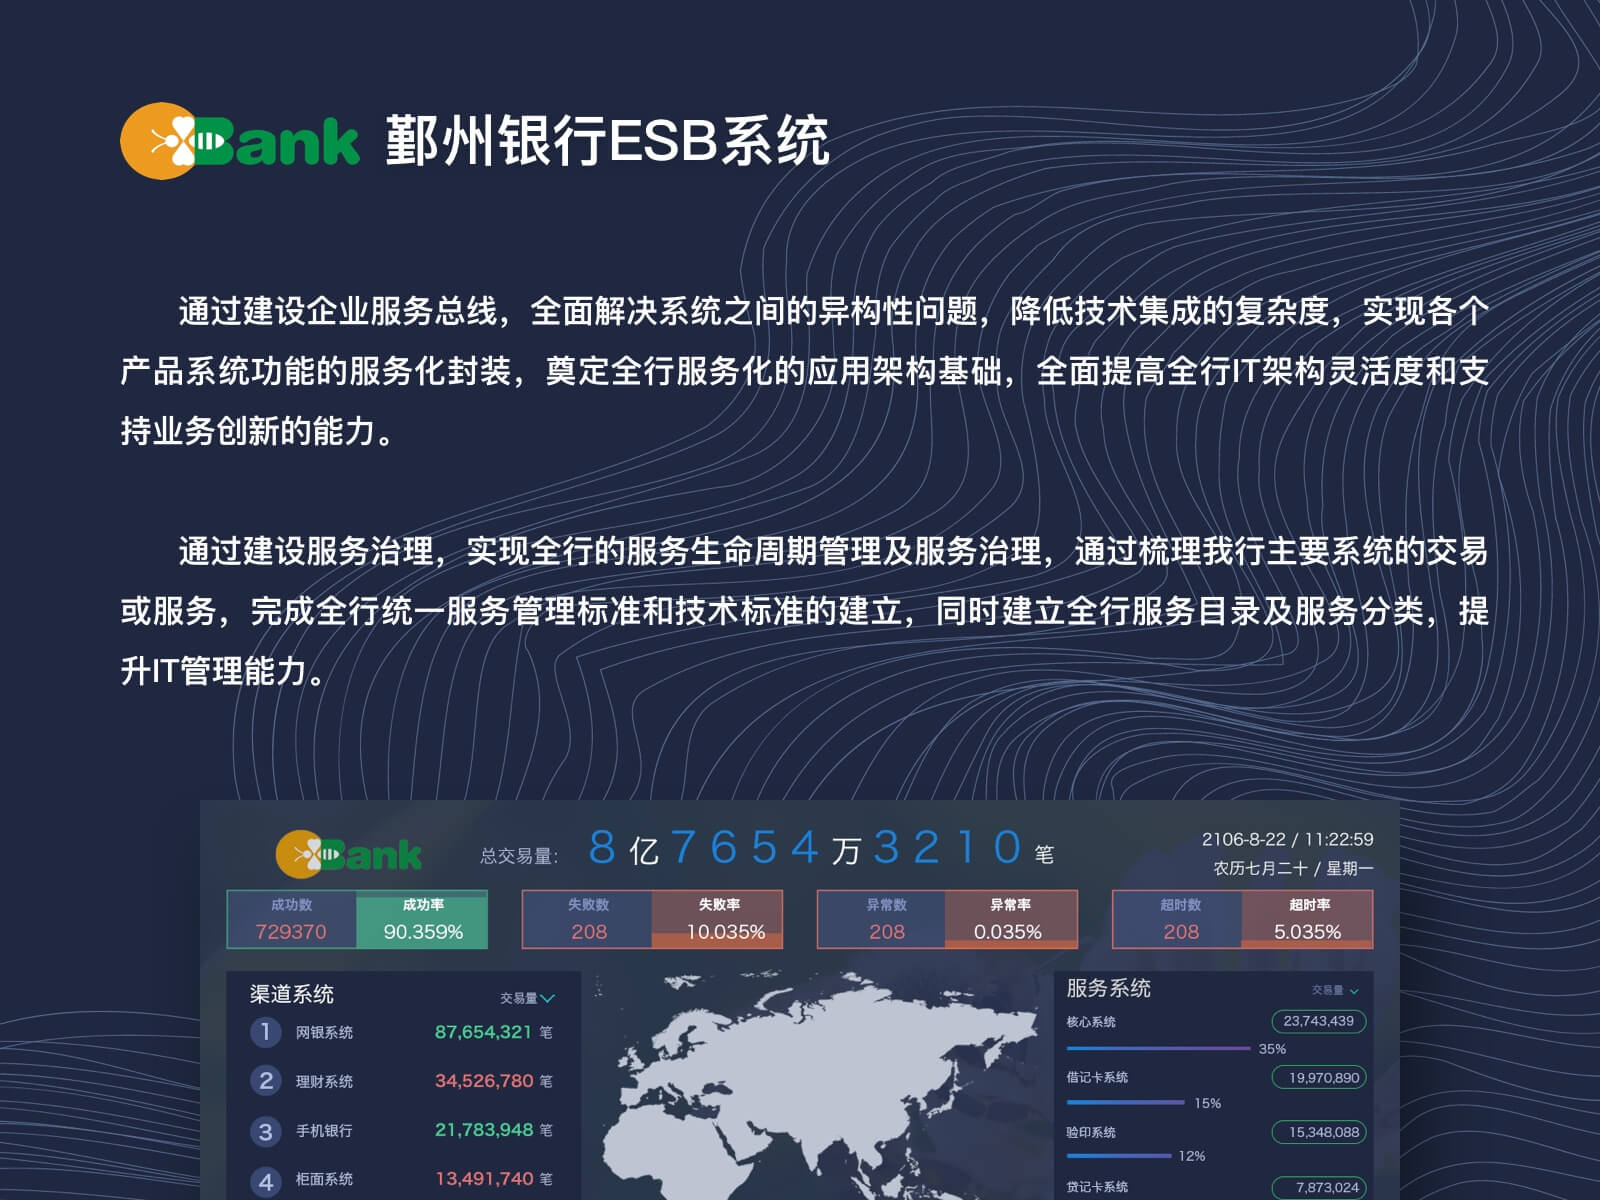 Bank 鄞州银行ESB系统
通过建设企业服务总线，全面解决系统之间的异构性问题，降低技术集成的复杂度，实现各个
产品系统功能的服务化封装，奠定全行服务化的应用架构基础，全面提高全行IT架构灵活度和支
持业务创新的能力。
通过建设服务治理，实现全行的服务生命周期管理及服务治理，通过梳理我行主要系统的交易
或服务，完成全行统一服务管理标准和技术标准的建立，同时建立全行服务目录及服务分类，提
升IT管理能力。
Bank
总交易量： 8亿7654万3210笔
2106-8-22 / 11:22:59
农历七月二十 / 星期一
成功数 成功率
729370 90.359%
失败数 失败率
208 10.035%
异常数 异常率
208 0.035%
超时数 超时率
208 5.035%
渠道系统 交易量
1 网银系统 87,654,321 笔
2 理财系统 34,526,780 笔
3 手机银行 21,783,948 笔
4 柜面系统 13,491,740 笔
服务系统 交易量
核心系统 23,743,439
35%
借记卡系统 19,970,890
15%
验印系统 15,348,088
12%
贷记卡系统 7,873,024